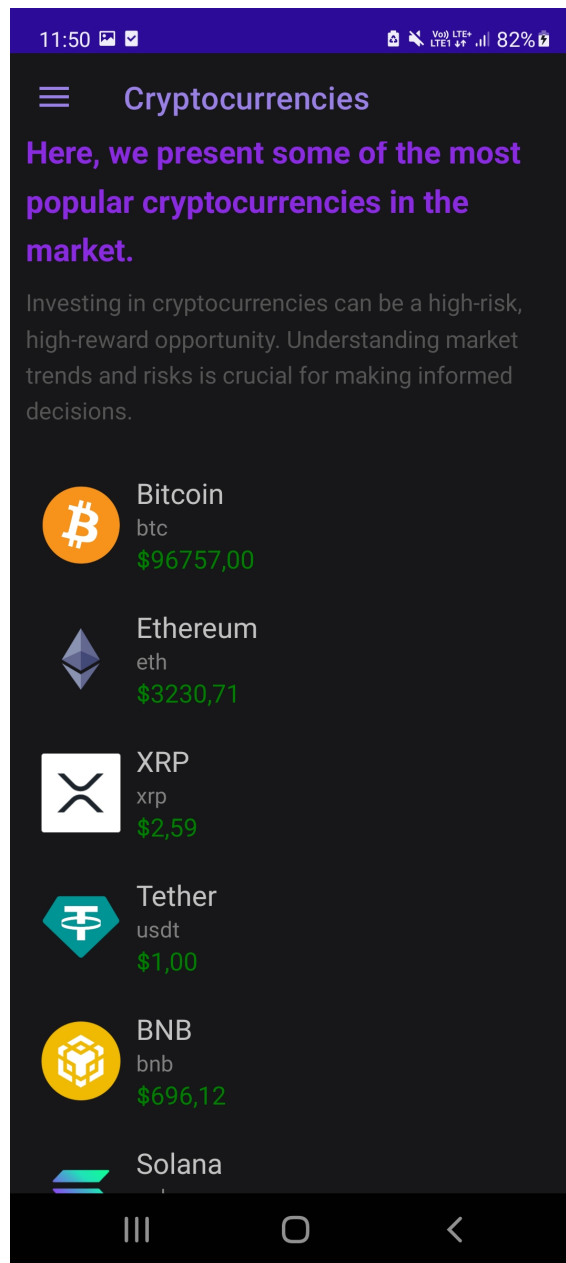 11:50
Vo)) LTE+
LTE1
82%
Cryptocurrencies
Here, we present some of the most
popular cryptocurrencies in the
market.
Investing in cryptocurrencies can be a high-risk,
high-reward opportunity. Understanding market
trends and risks is crucial for making informed
decisions.
Bitcoin
btc
$96757,00
Ethereum
eth
$3230,71
XRP
xrp
$2,59
Tether
usdt
$1,00
BNB
bnb
$696,12
Solana